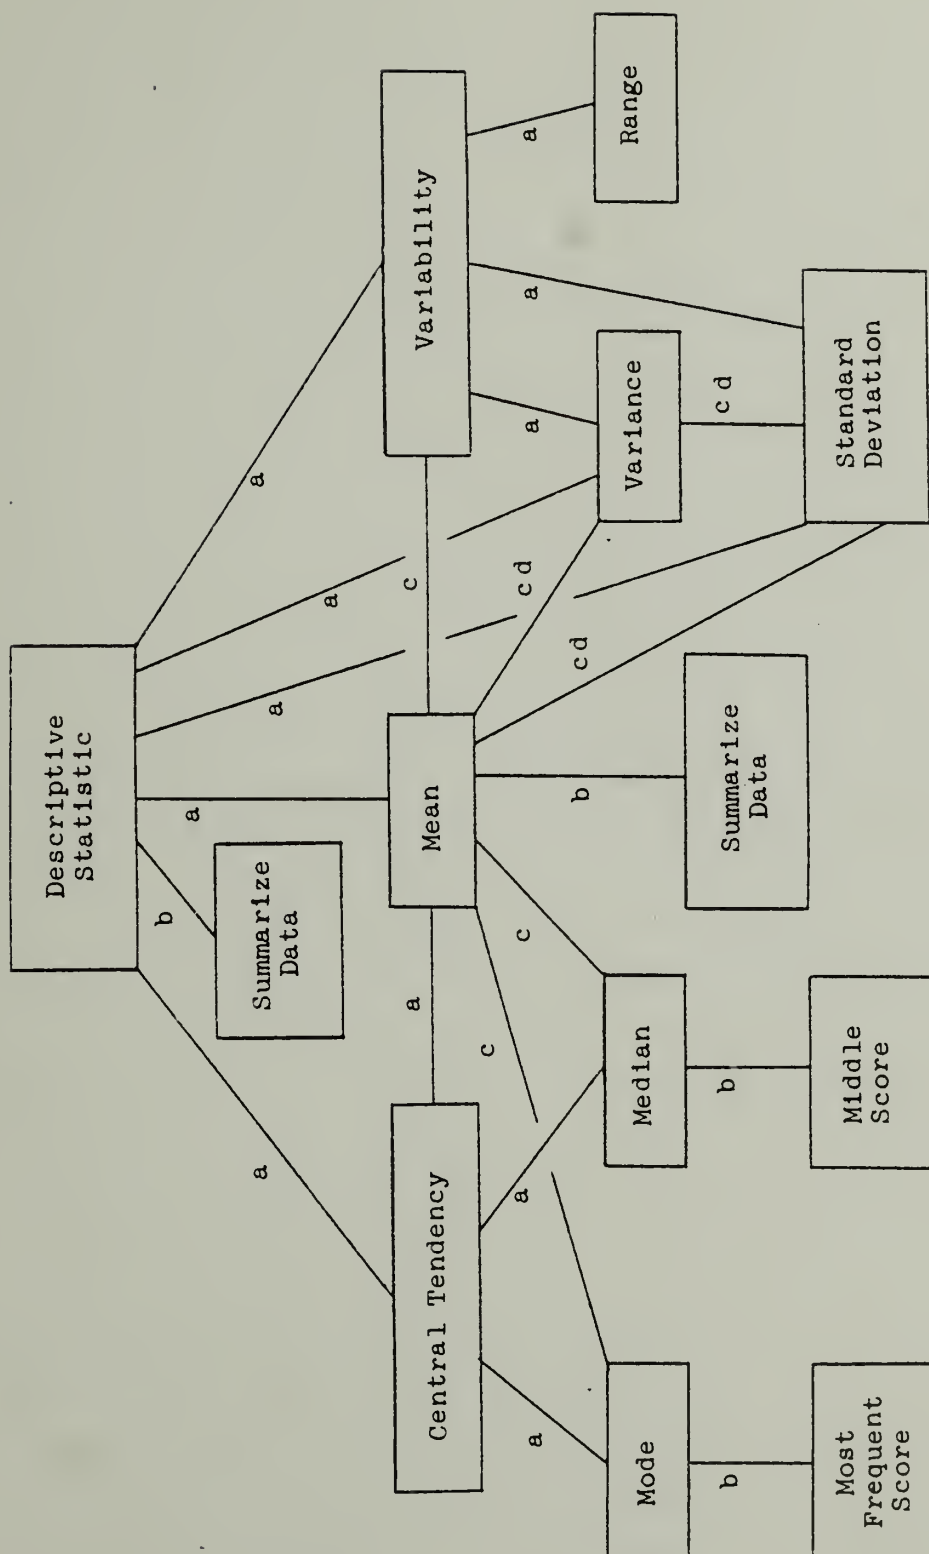 Descriptive
Statistic
b
a
a
Summarize
Data
a
a
a
a
c
Central Tendency
Mean
Variability
a
a
c
c
c d
a
a
a
b
c d
Mode
Median
Variance
Range
b
b
Summarize
Data
c d
Most
Frequent
Score
Middle
Score
Standard
Deviation